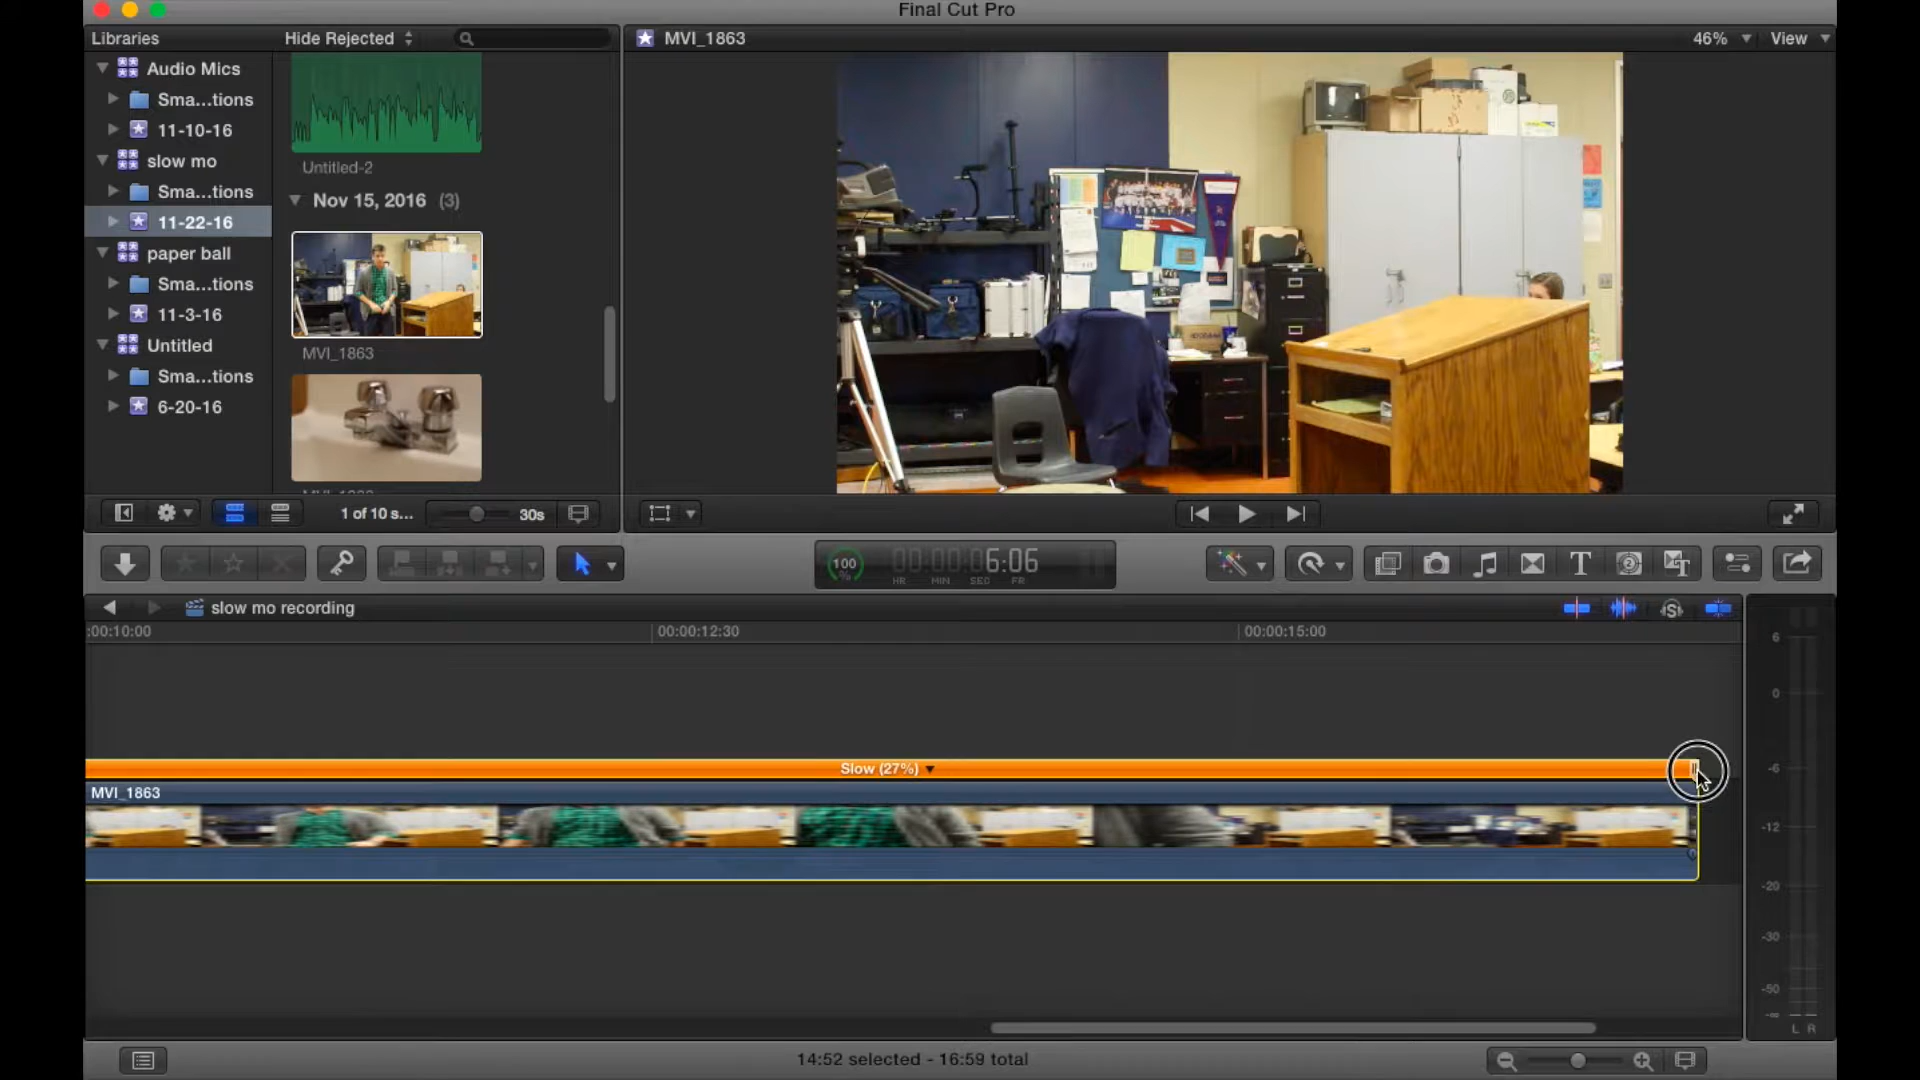 Final Cut Pro
Libraries
Hide Rejected
MVI_1863
46%
View
Audio Mics
Sma...tions
11-10-16
slow mo
Sma...tions
11-22-16
paper ball
Sma...tions
11-3-16
Untitled
Sma...tions
6-20-16
Untitled-2
Nov 15, 2016 (3)
MVI_1863
1 of 10 s...
30s
100
%
00:00:06:06
HR MIN SEC FR
slow mo recording
:00:10:00
00:00:12:30
00:00:15:00
Slow (27%)
MVI_1863
6
0
-6
-12
-20
-30
-50
-∞
L R
14:52 selected - 16:59 total